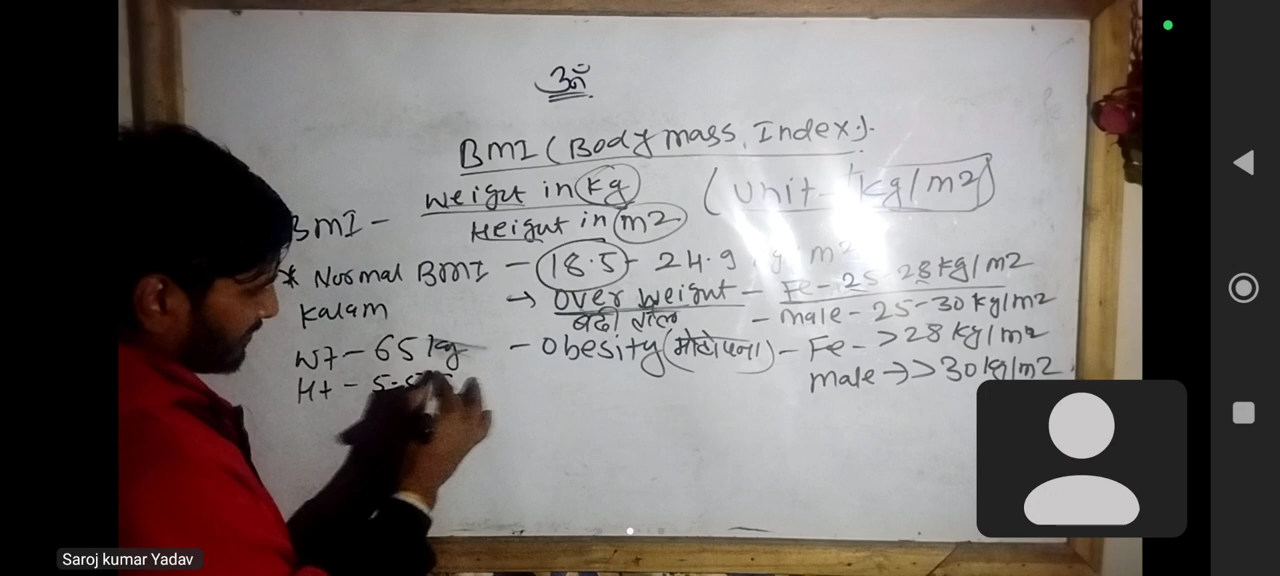 ॐ
BMI (Body mass Index).
BMI - Weigut in kg (Unit - kg/m2)
Heigut in m2
* Normal BMI - 18.5 - 24.9 m2
Kalam → over weight - Fe - 25-28 kg/m2
- male - 25-30 kg/m2
Wt - 65 kg - Obesity (मोटोपना) - Fe - >28 kg/m2
Ht - male →>30 kg/m2
Saroj kumar Yadav